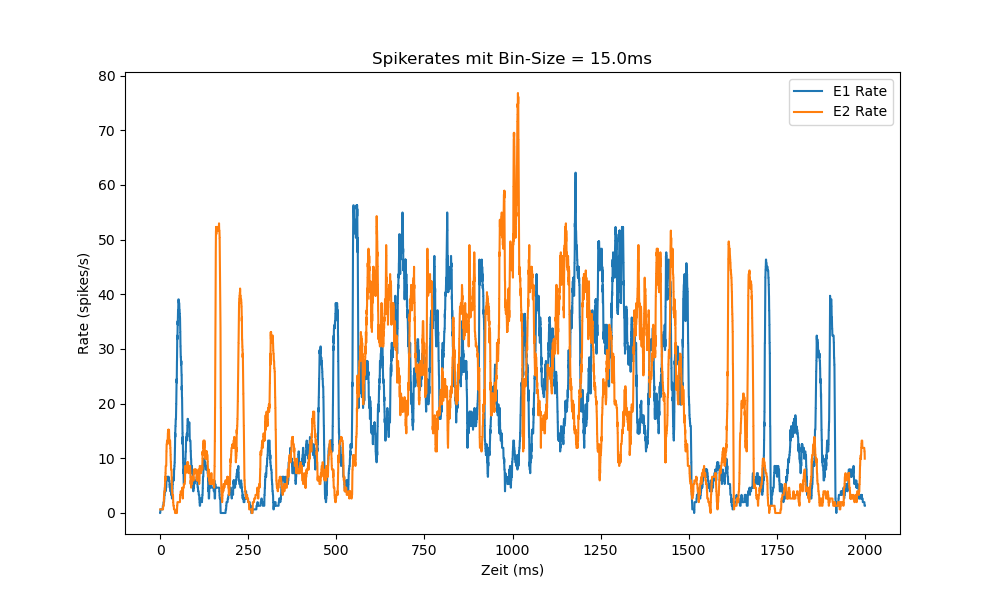 Spikerates mit Bin-Size = 15.0ms
E1 Rate
E2 Rate
Rate (spikes/s)
80
70
60
50
40
30
20
10
0
0 250 500 750 1000 1250 1500 1750 2000
Zeit (ms)